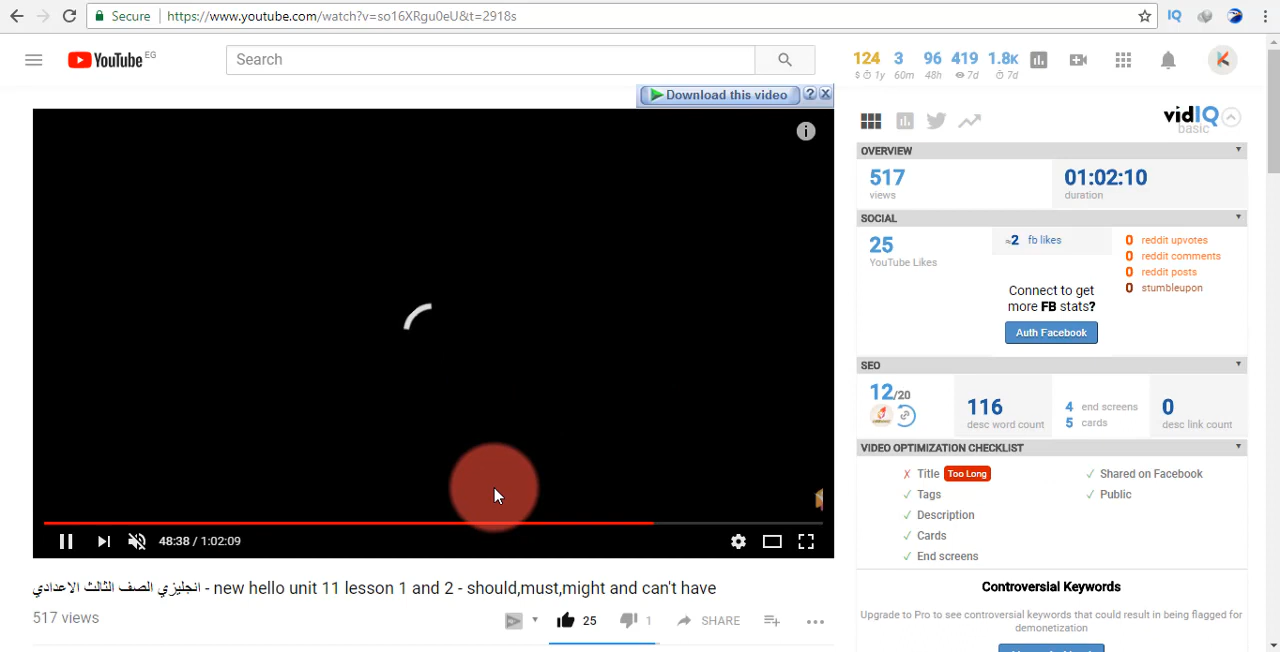 Secure | https://www.youtube.com/watch?v=so16XRgu0eU&t=2918s
IQ
YouTube EG
Search
124 3 96 419 1.8K
$ 1y 60m 48h 7d 7d
Download this video ? X
vidIQ
basic
OVERVIEW
517 01:02:10
views duration
SOCIAL
25
YouTube Likes
≈2 fb likes
0 reddit upvotes
0 reddit comments
0 reddit posts
0 stumbleupon
Connect to get
more FB stats?
Auth Facebook
SEO
12/20
116
desc word count
4 end screens
5 cards
0
desc link count
VIDEO OPTIMIZATION CHECKLIST
✗ Title Too Long
✓ Tags
✓ Description
✓ Cards
✓ End screens
✓ Shared on Facebook
✓ Public
Controversial Keywords
Upgrade to Pro to see controversial keywords that could result in being flagged for
demonetization
48:38 / 1:02:09
انجليزي الصف الثالث الاعدادي - new hello unit 11 lesson 1 and 2 - should,must,might and can't have
517 views
25 1 SHARE